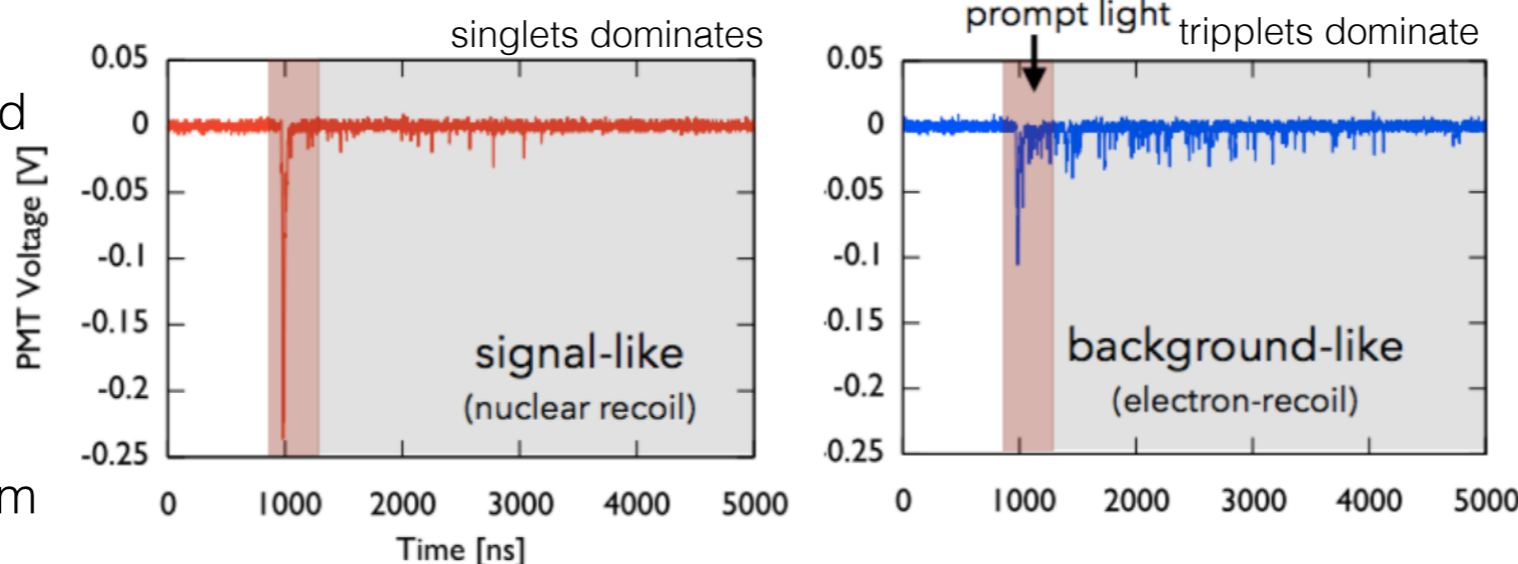 singlets dominates
prompt light
tripplets dominate
d
m
PMT Voltage [V]
0.05
0
-0.05
-0.1
-0.15
-0.2
-0.25
0 1000 2000 3000 4000 5000
Time [ns]
signal-like
(nuclear recoil)
0.05
0
0.05
-0.1
0.15
-0.2
0.25
0 1000 2000 3000 4000 5000
background-like
(electron-recoil)